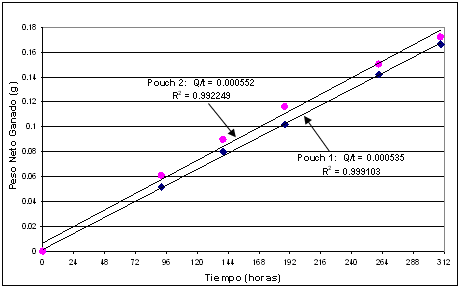 0.18
0.16
0.14
0.12
0.1
0.08
0.06
0.04
0.02
0
Peso Neto Ganado (g)
Pouch 2: Q/t = 0.000552
R² = 0.992249
Pouch 1: Q/t = 0.000535
R² = 0.999103
0 24 48 72 96 120 144 168 192 216 240 264 288 312
Tiempo (horas)